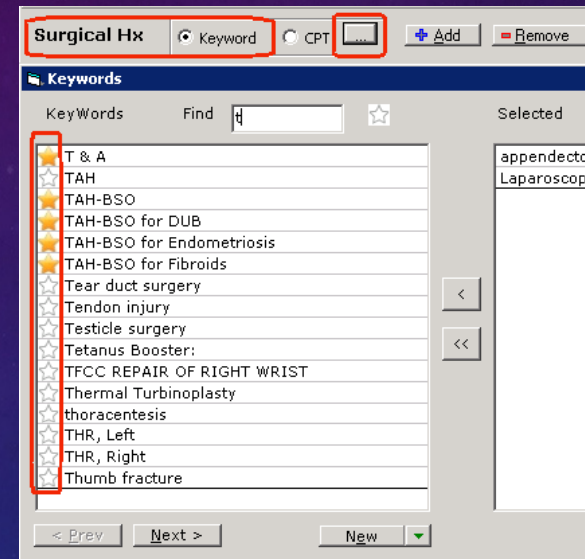 Surgical Hx Keyword CPT ... Add Remove
Keywords
KeyWords Find t Selected
T & A
TAH
TAH-BSO
TAH-BSO for DUB
TAH-BSO for Endometriosis
TAH-BSO for Fibroids
Tear duct surgery
Tendon injury
Testicle surgery
Tetanus Booster:
TFCC REPAIR OF RIGHT WRIST
Thermal Turbinoplasty
thoracentesis
THR, Left
THR, Right
Thumb fracture
appendecto
Laparoscop
<
<<
< Prev Next > New